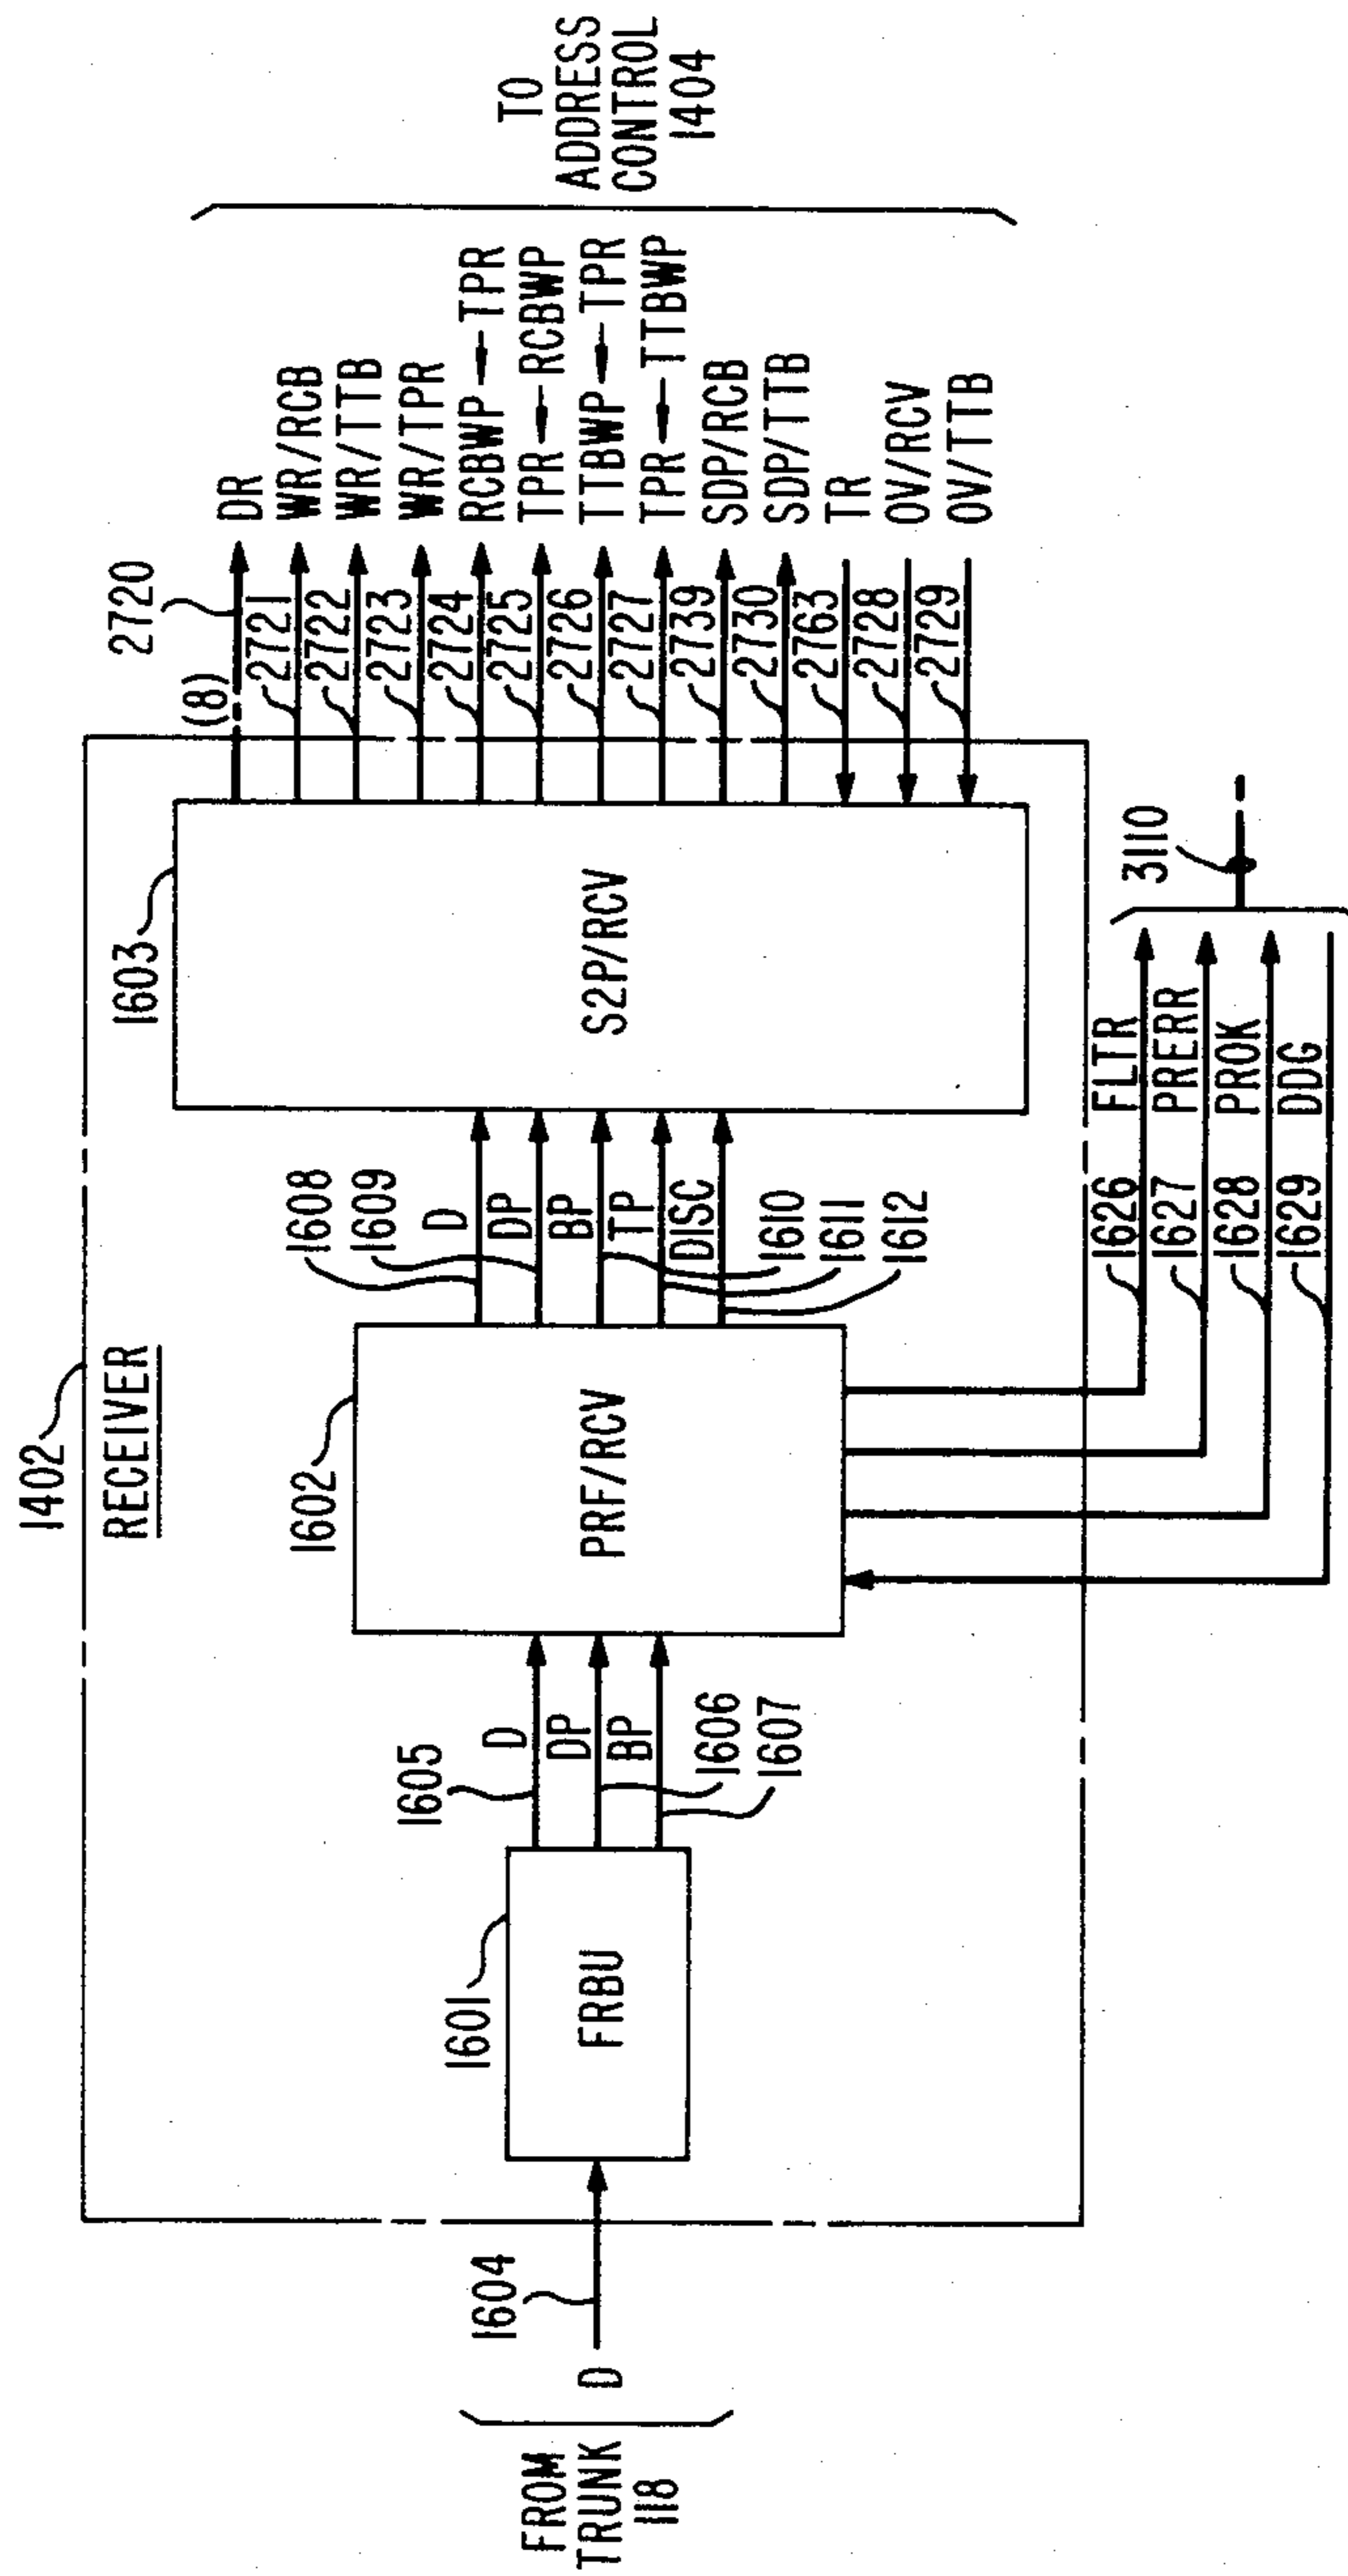 1402
RECEIVER
FROM
TRUNK
118
D
1604
1601
FRBU
1605
D
DP
BP
1606
1607
1602
PRF/RCV
1608
1609
D
DP
BP
TP
DISC
1610
1611
1612
1603
S2P/RCV
(8)
2720
DR
2721
WR/RCB
2722
WR/TTB
2723
WR/TPR
2724
RCBWP→TPR
2725
TPR→RCBWP
2726
TTBWP→TPR
2727
TPR→TTBWP
2739
SDP/RCB
2730
SDP/TTB
2763
TR
2728
OV/RCV
2729
OV/TTB
TO
ADDRESS
CONTROL
1404
1626 FLTR
1627 PRERR
1628 PROK
1629 DDG
3110